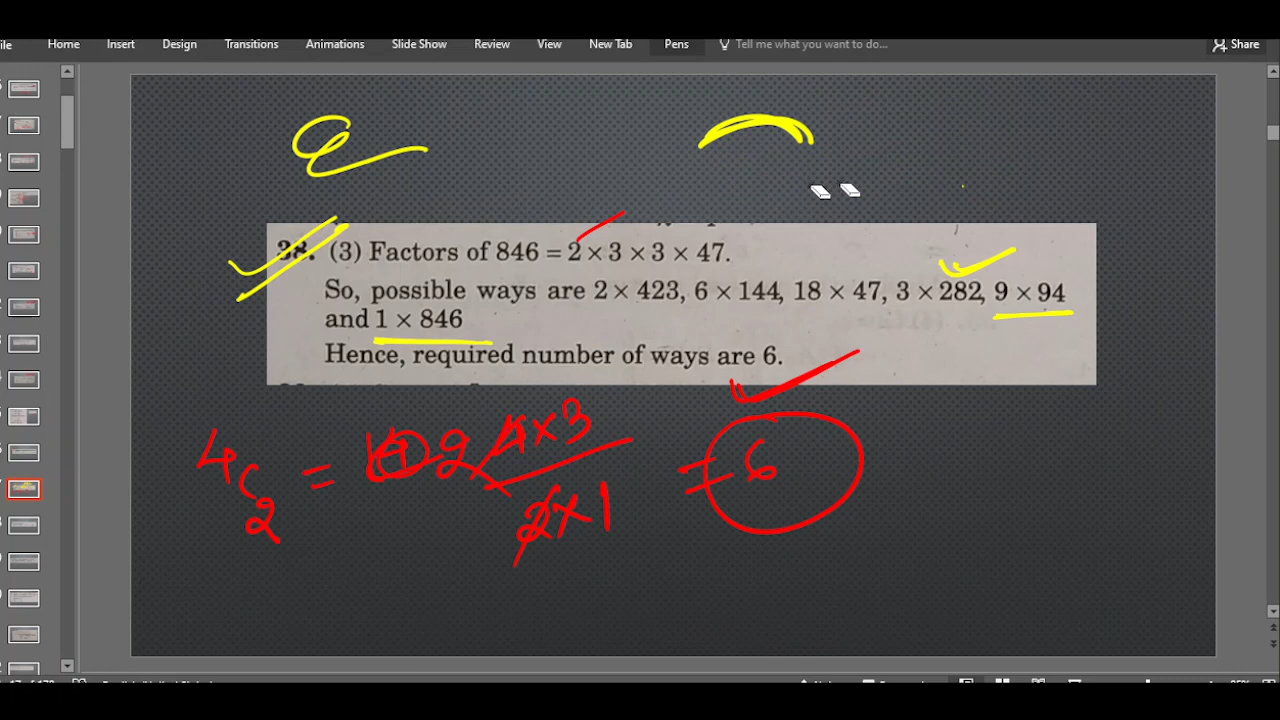 File Home Insert Design Transitions Animations Slide Show Review View New Tab Pens Tell me what you want to do... Share
38. (3) Factors of 846 = 2 × 3 × 3 × 47.
So, possible ways are 2 × 423, 6 × 144, 18 × 47, 3 × 282, 9 × 94
and 1 × 846
Hence, required number of ways are 6.
4C2 = 2 4×3 / 2×1 = 6